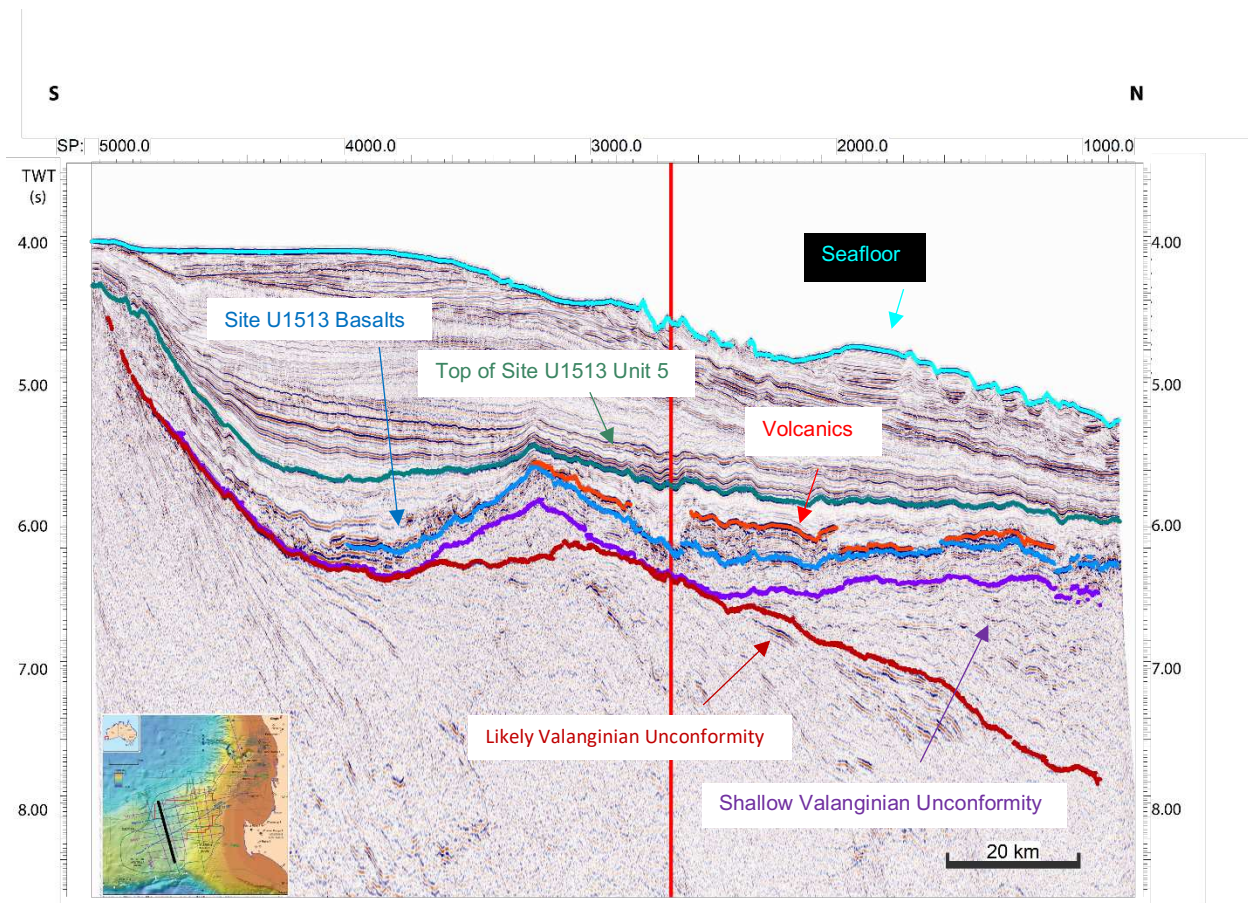 S N
SP: 5000.0 4000.0 3000.0 2000.0 1000.0
TWT
(s)
4.00 4.00
Seafloor
Site U1513 Basalts
Top of Site U1513 Unit 5
5.00 5.00
Volcanics
6.00 6.00
7.00 7.00
Likely Valanginian Unconformity
Shallow Valanginian Unconformity
8.00 8.00
20 km